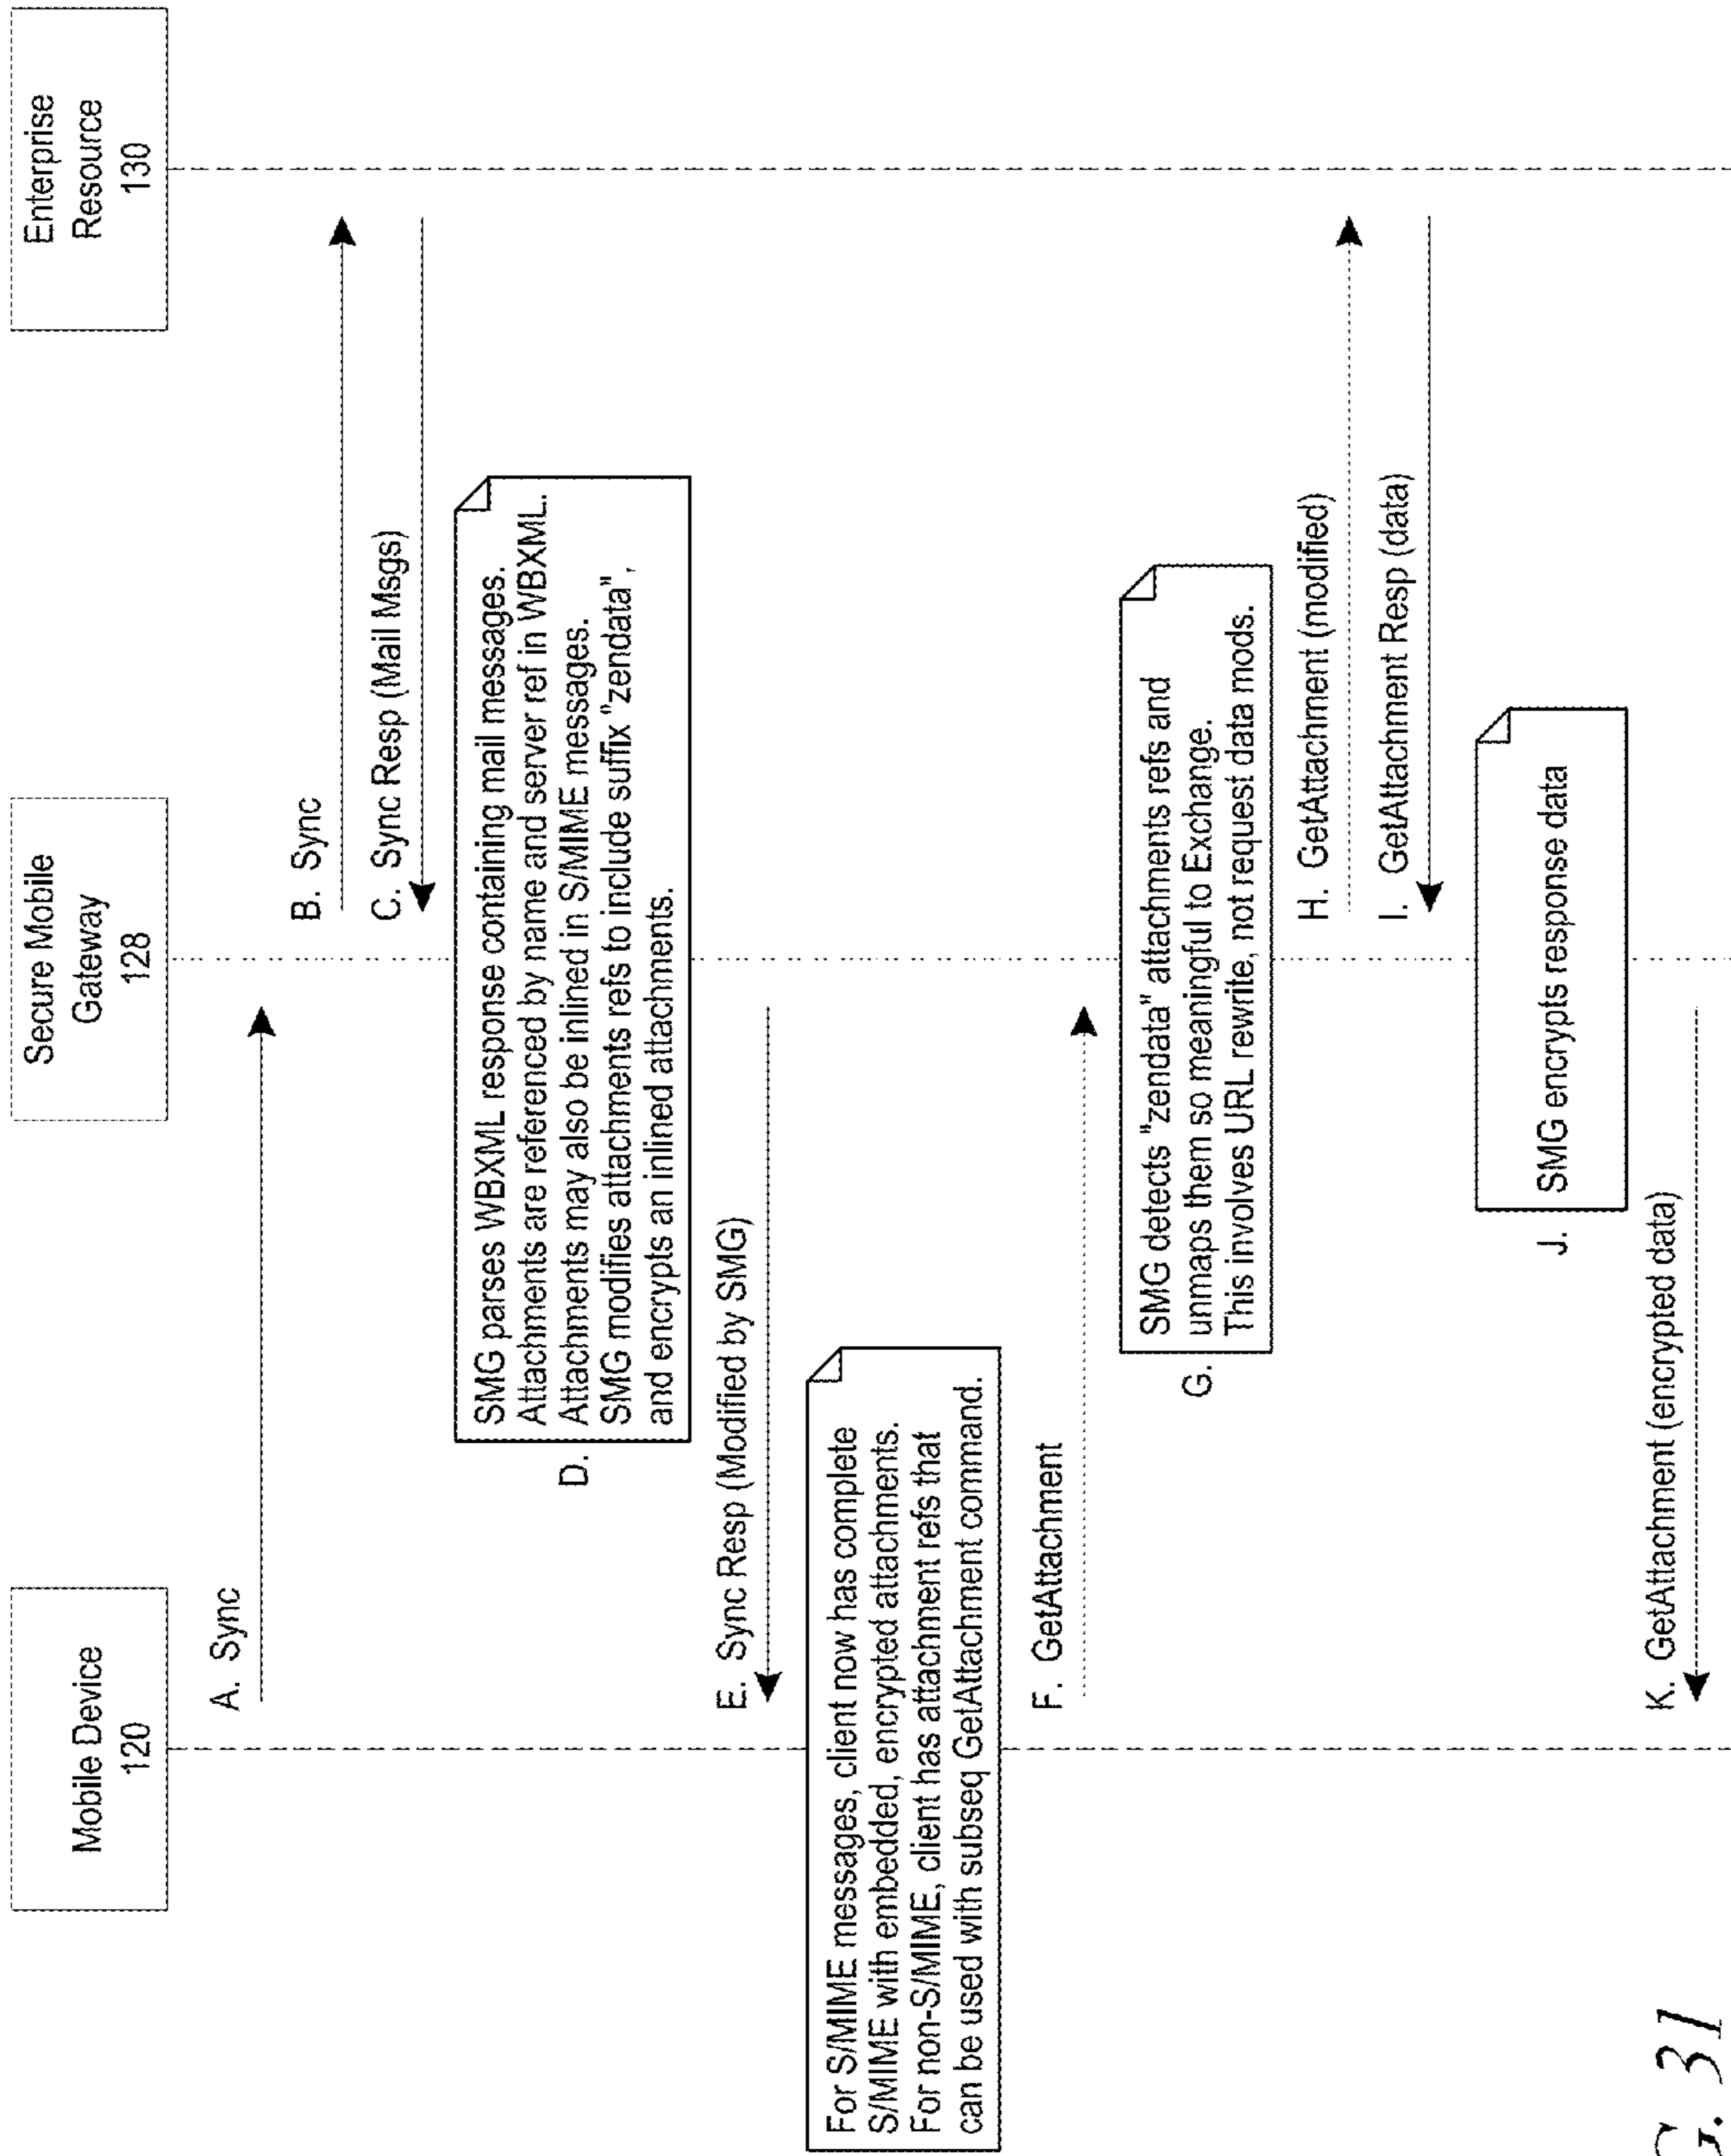 Mobile Device
120
Secure Mobile
Gateway
128
Enterprise
Resource
130
A. Sync
B. Sync
C. Sync Resp (Mail Msgs)
D.
SMG parses WBXML response containing mail messages.
Attachments are referenced by name and server ref in WBXML.
Attachments may also be inlined in S/MIME messages.
SMG modifies attachments refs to include suffix "zendata",
and encrypts an inlined attachments.
E. Sync Resp (Modified by SMG)
For S/MIME messages, client now has complete
S/MIME with embedded, encrypted attachments.
For non-S/MIME, client has attachment refs that
can be used with subseq GetAttachment command.
F. GetAttachment
G.
SMG detects "zendata" attachments refs and
unmaps them so meaningful to Exchange.
This involves URL rewrite, not request data mods.
H. GetAttachment (modified)
I. GetAttachment Resp (data)
J.
SMG encrypts response data
K. GetAttachment (encrypted data)
G. 31